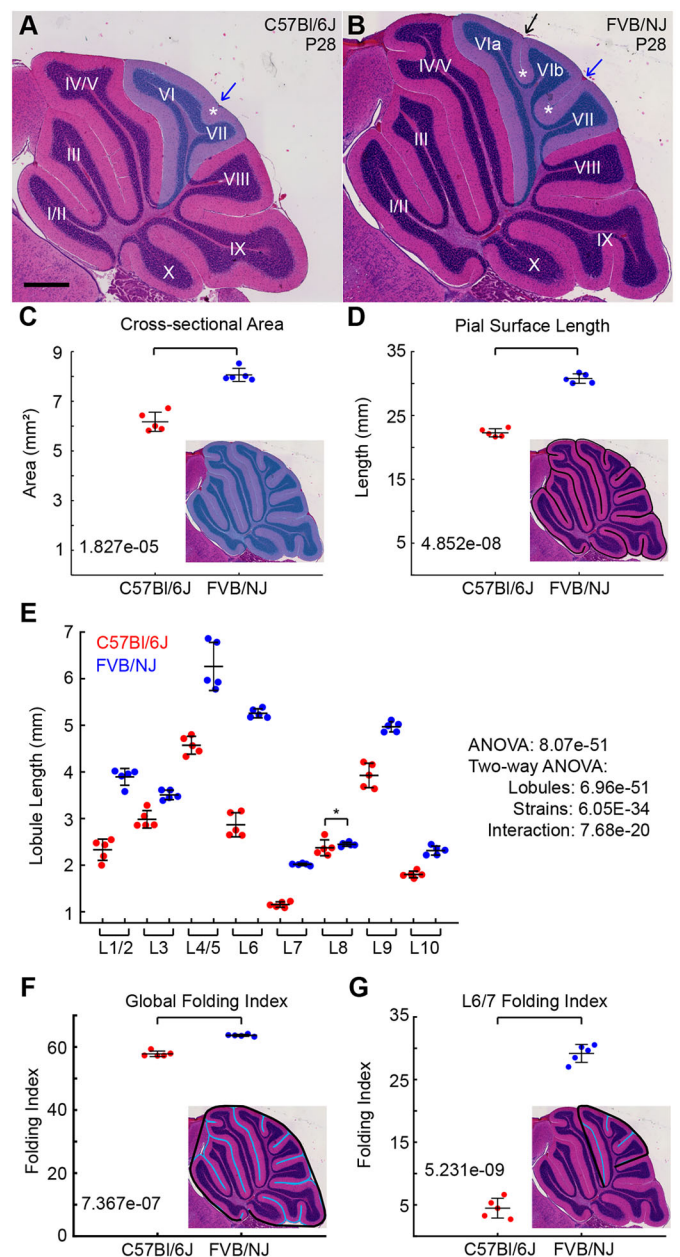 A
C57Bl/6J
P28
IV/V
VI
*
VII
III
VIII
I/II
IX
X
B
FVB/NJ
P28
VIa
VIb
IV/V
*
*
VII
III
VIII
I/II
IX
X
C
Cross-sectional Area
Area (mm²)
9
7
5
3
1
1.827e-05
C57Bl/6J
FVB/NJ
D
Pial Surface Length
Length (mm)
35
25
15
5
4.852e-08
C57Bl/6J
FVB/NJ
E
C57Bl/6J
FVB/NJ
Lobule Length (mm)
7
6
5
4
3
2
1
*
L1/2 L3 L4/5 L6 L7 L8 L9 L10
ANOVA: 8.07e-51
Two-way ANOVA:
Lobules: 6.96e-51
Strains: 6.05E-34
Interaction: 7.68e-20
F
Global Folding Index
Folding Index
60
40
20
0
7.367e-07
C57Bl/6J
FVB/NJ
G
L6/7 Folding Index
Folding Index
35
25
15
5
5.231e-09
C57Bl/6J
FVB/NJ